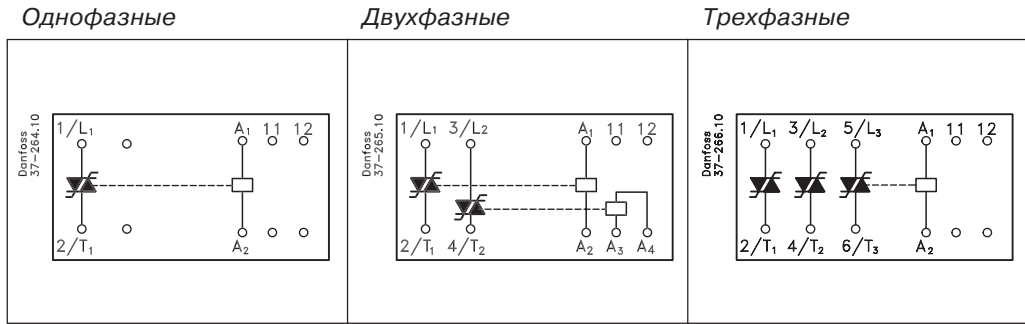 Однофазные Двухфазные Трехфазные
Danfoss
37-264.10
1/L₁ A₁ 11 12
2/T₁ A₂
Danfoss
37-265.10
1/L₁ 3/L₂ A₁ 11 12
2/T₁ 4/T₂ A₂ A₃ A₄
Danfoss
37-266.10
1/L₁ 3/L₂ 5/L₃ A₁ 11 12
2/T₁ 4/T₂ 6/T₃ A₂